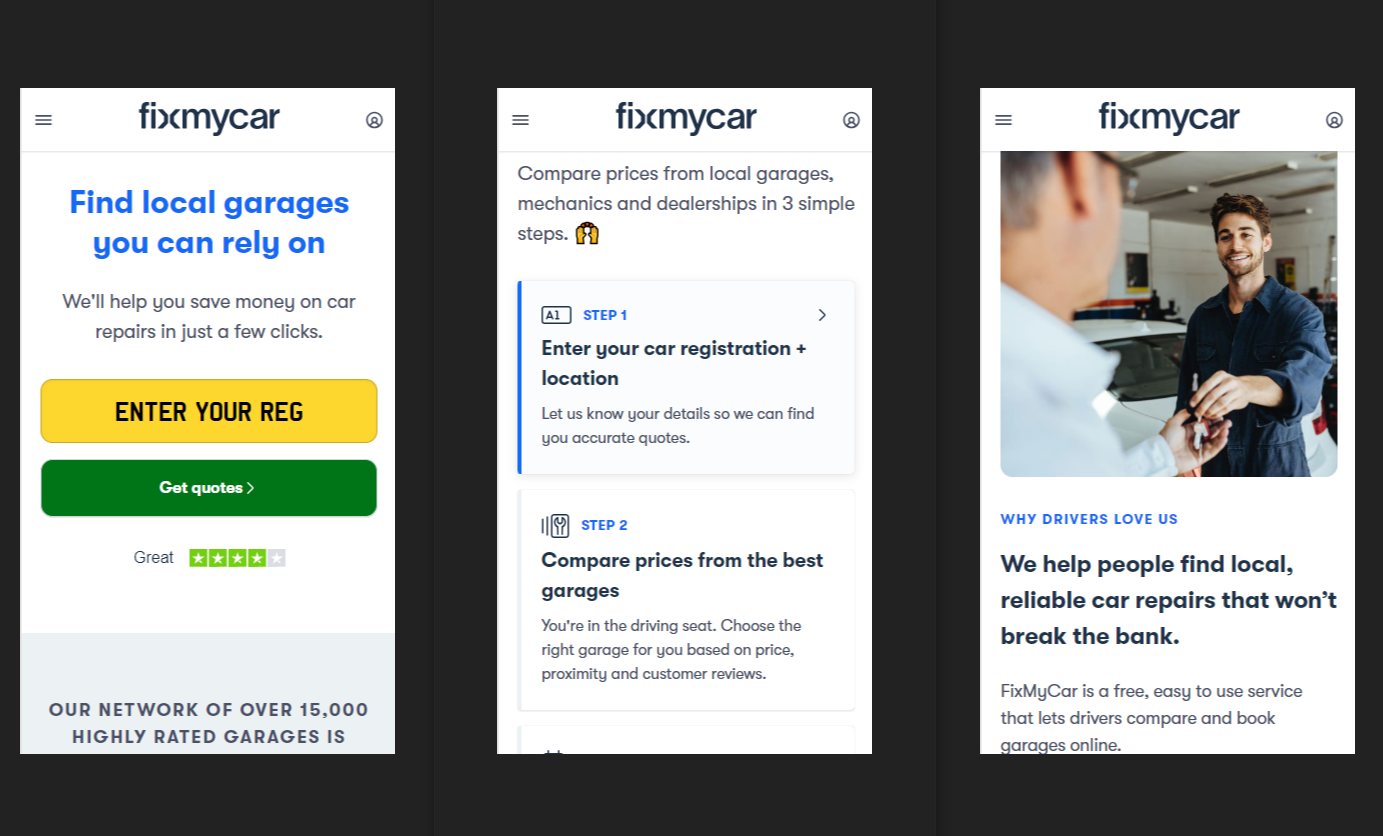 fixmycar
Find local garages
you can rely on
We'll help you save money on car
repairs in just a few clicks.
ENTER YOUR REG
Get quotes
Great
OUR NETWORK OF OVER 15,000
HIGHLY RATED GARAGES IS
fixmycar
Compare prices from local garages,
mechanics and dealerships in 3 simple
steps. 🙌
A1 STEP 1
Enter your car registration +
location
Let us know your details so we can find
you accurate quotes.
STEP 2
Compare prices from the best
garages
You're in the driving seat. Choose the
right garage for you based on price,
proximity and customer reviews.
fixmycar
WHY DRIVERS LOVE US
We help people find local,
reliable car repairs that won’t
break the bank.
FixMyCar is a free, easy to use service
that lets drivers compare and book
garages online.